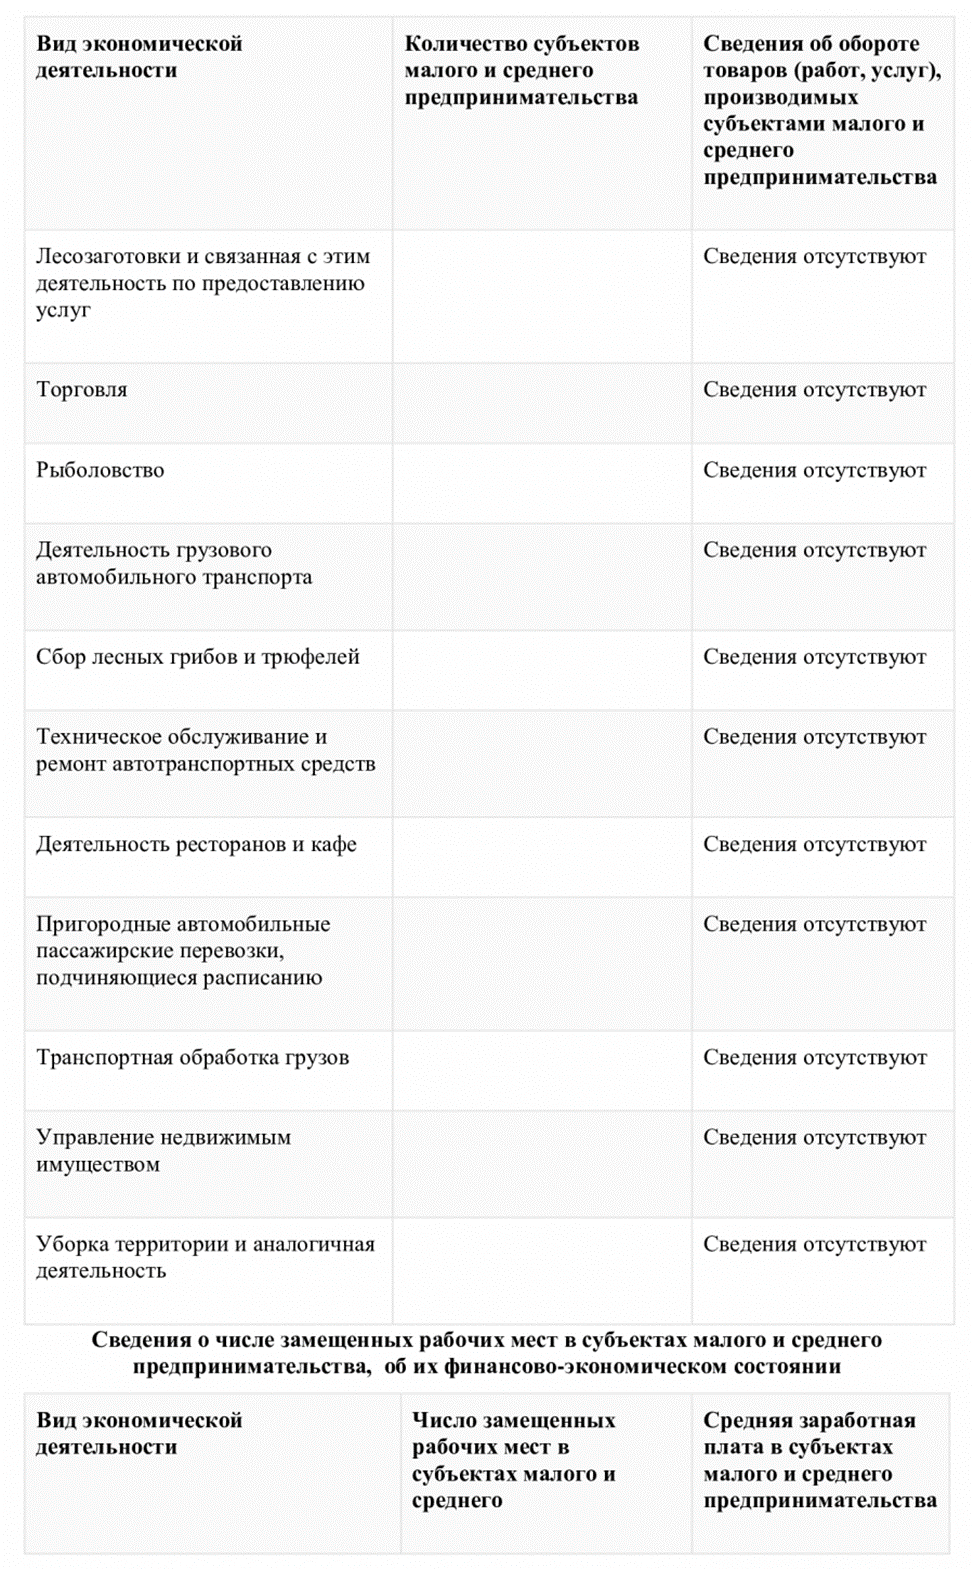 Вид экономической
деятельности
Количество субъектов
малого и среднего
предпринимательства
Сведения об обороте
товаров (работ, услуг),
производимых
субъектами малого и
среднего
предпринимательства
Лесозаготовки и связанная с этим
деятельность по предоставлению
услуг
Сведения отсутствуют
Торговля
Сведения отсутствуют
Рыболовство
Сведения отсутствуют
Деятельность грузового
автомобильного транспорта
Сведения отсутствуют
Сбор лесных грибов и трюфелей
Сведения отсутствуют
Техническое обслуживание и
ремонт автотранспортных средств
Сведения отсутствуют
Деятельность ресторанов и кафе
Сведения отсутствуют
Пригородные автомобильные
пассажирские перевозки,
подчиняющиеся расписанию
Сведения отсутствуют
Транспортная обработка грузов
Сведения отсутствуют
Управление недвижимым
имуществом
Сведения отсутствуют
Уборка территории и аналогичная
деятельность
Сведения отсутствуют
Сведения о числе замещенных рабочих мест в субъектах малого и среднего
предпринимательства, об их финансово-экономическом состоянии
Вид экономической
деятельности
Число замещенных
рабочих мест в
субъектах малого и
среднего
Средняя заработная
плата в субъектах
малого и среднего
предпринимательства